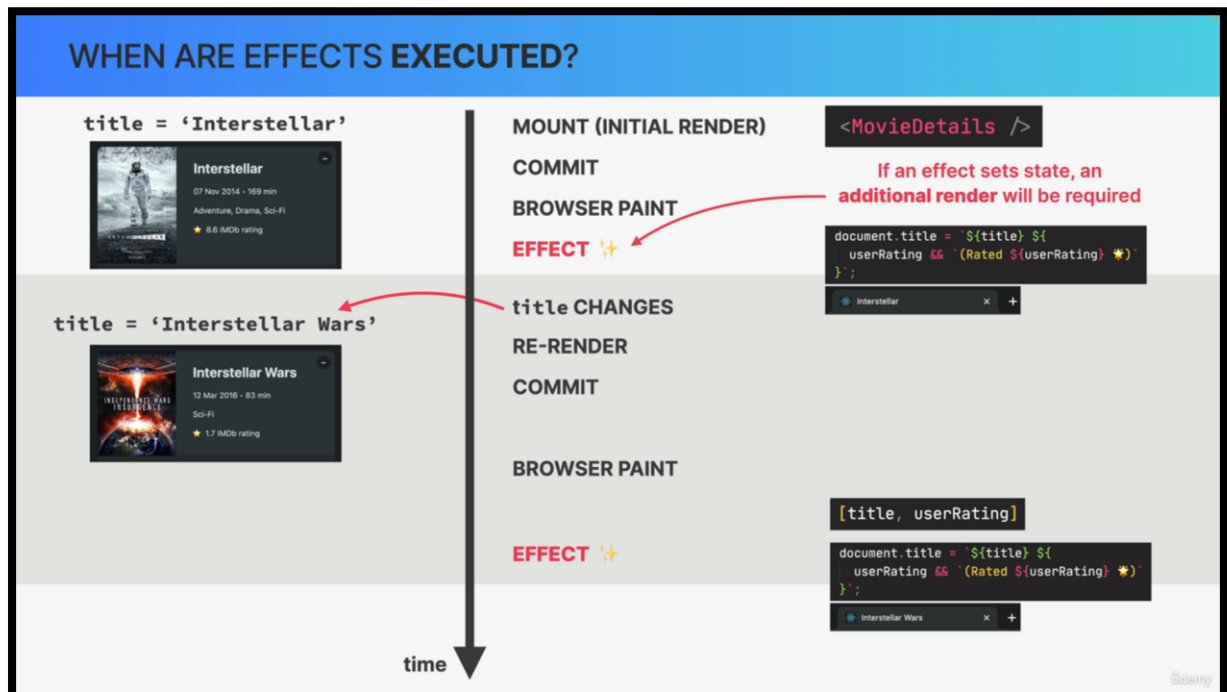 WHEN ARE EFFECTS EXECUTED?
title = ‘Interstellar’
Interstellar
07 Nov 2014 • 169 min
Adventure, Drama, Sci-Fi
⭐ 8.6 IMDb rating
MOUNT (INITIAL RENDER)
COMMIT
BROWSER PAINT
EFFECT ✨
<MovieDetails />
If an effect sets state, an
additional render will be required
document.title = `${title} ${
userRating && `(Rated ${userRating} 🌟)`
}`;
Interstellar × +
title = ‘Interstellar Wars’
INDEPENDENCE WARS
INSURGENCE
Interstellar Wars
12 Mar 2016 • 83 min
Sci-Fi
⭐ 1.7 IMDb rating
title CHANGES
RE-RENDER
COMMIT
BROWSER PAINT
EFFECT ✨
[title, userRating]
document.title = `${title} ${
userRating && `(Rated ${userRating} 🌟)`
}`;
Interstellar Wars × +
time
ûdemy